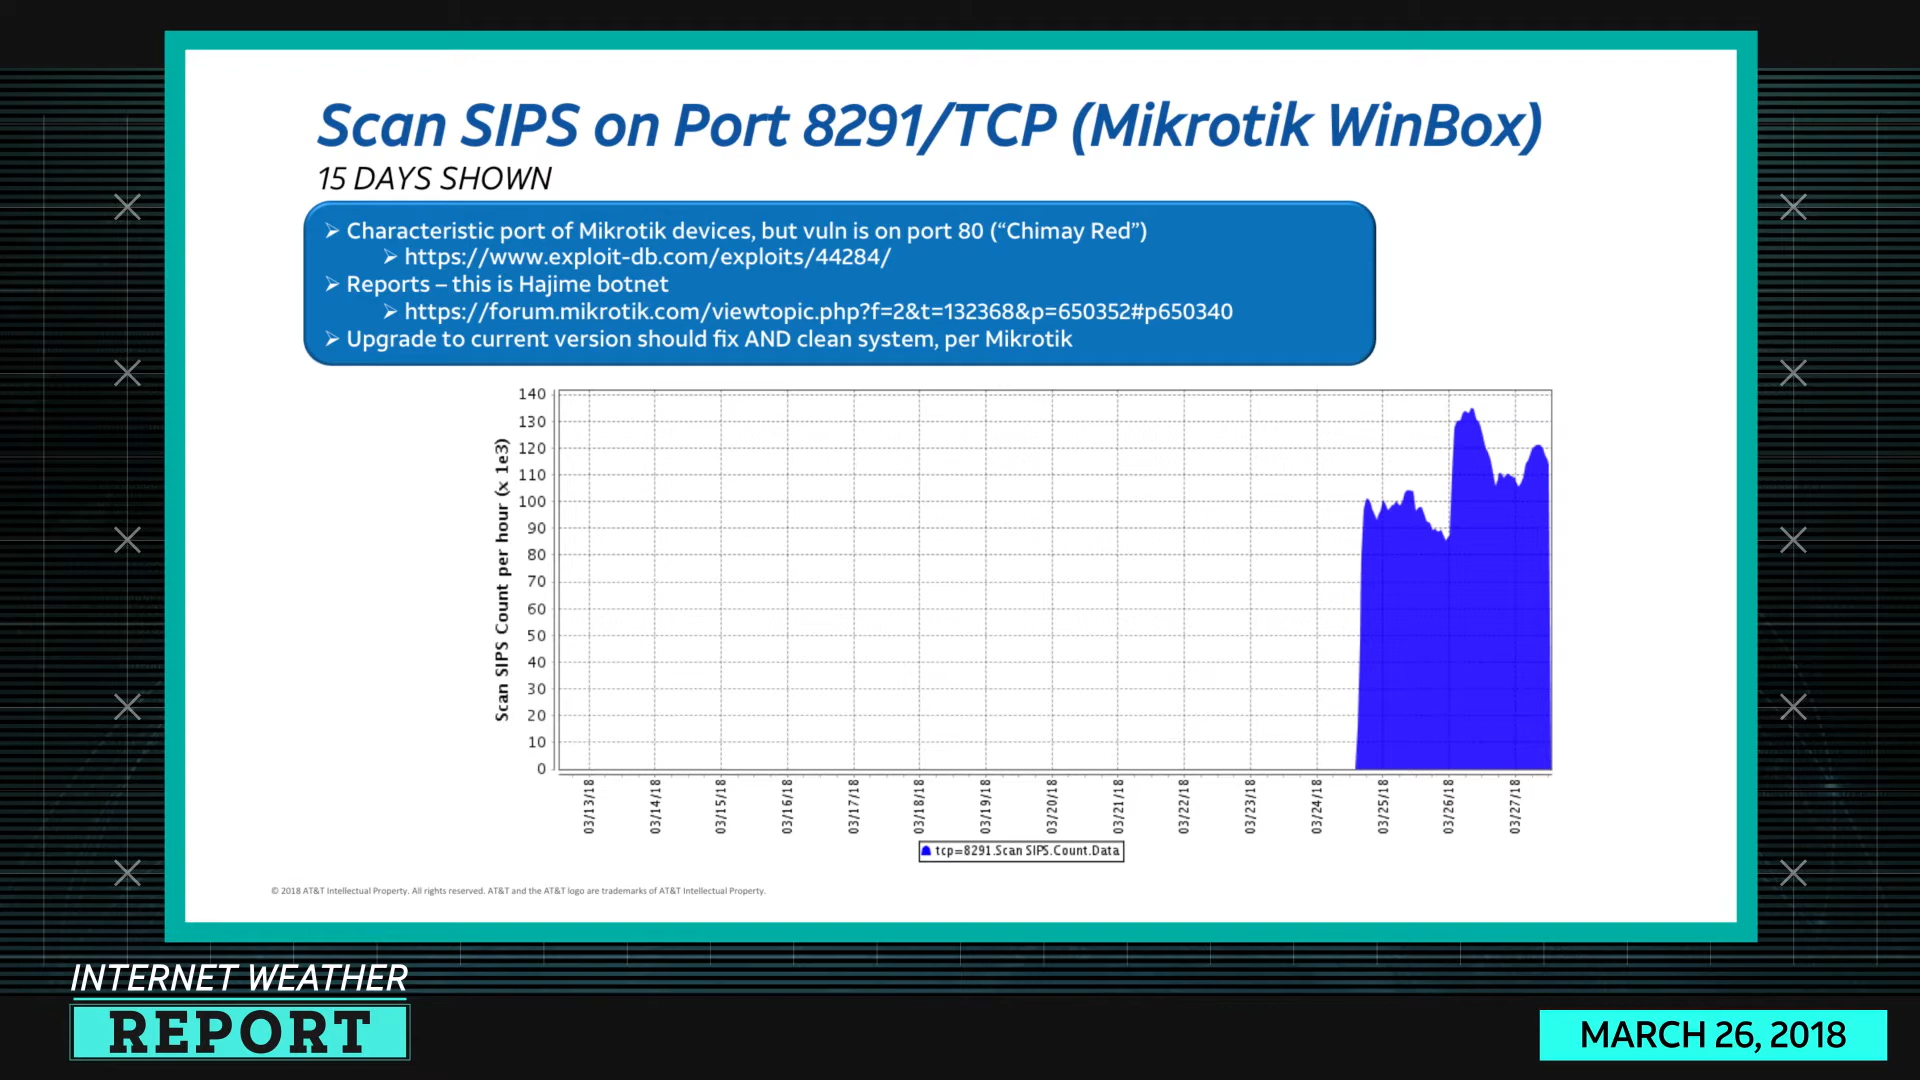 Scan SIPS on Port 8291/TCP (Mikrotik WinBox)
15 DAYS SHOWN
➢ Characteristic port of Mikrotik devices, but vuln is on port 80 (“Chimay Red”)
➢ https://www.exploit-db.com/exploits/44284/
➢ Reports – this is Hajime botnet
➢ https://forum.mikrotik.com/viewtopic.php?f=2&t=132368&p=650352#p650340
➢ Upgrade to current version should fix AND clean system, per Mikrotik
Scan SIPS Count per hour (x 1e3)
140
130
120
110
100
90
80
70
60
50
40
30
20
10
0
03/13/18
03/14/18
03/15/18
03/16/18
03/17/18
03/18/18
03/19/18
03/20/18
03/21/18
03/22/18
03/23/18
03/24/18
03/25/18
03/26/18
03/27/18
tcp=8291.Scan SIPS.Count.Data
© 2018 AT&T Intellectual Property. All rights reserved. AT&T and the AT&T logo are trademarks of AT&T Intellectual Property.
INTERNET WEATHER
REPORT
MARCH 26, 2018